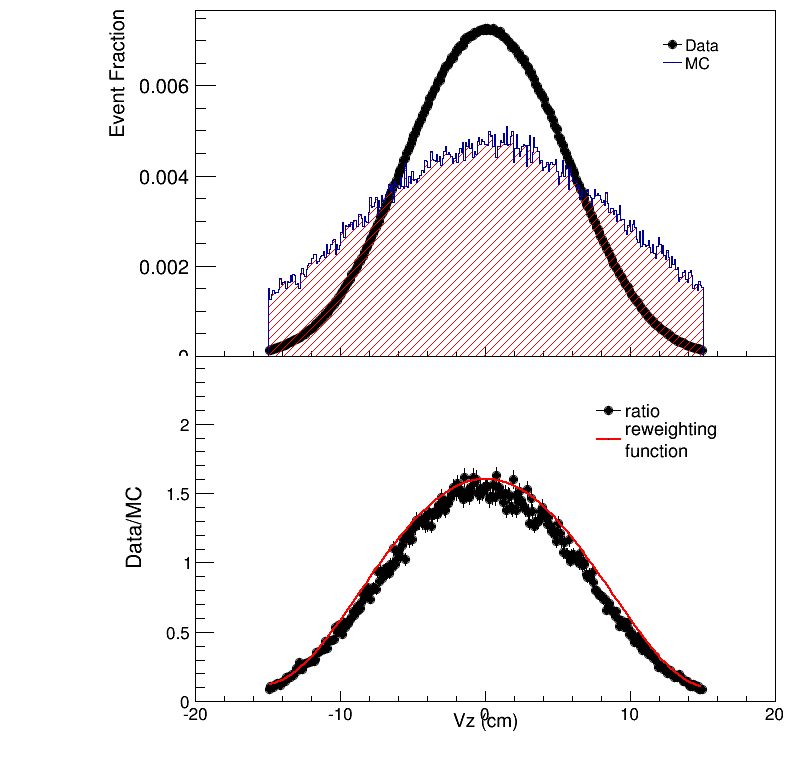 Event Fraction
0.006
0.004
0.002
0
Data
MC
Data/MC
2
1.5
1
0.5
0
ratio
reweighting
function
-20
-10
0
10
20
Vz (cm)